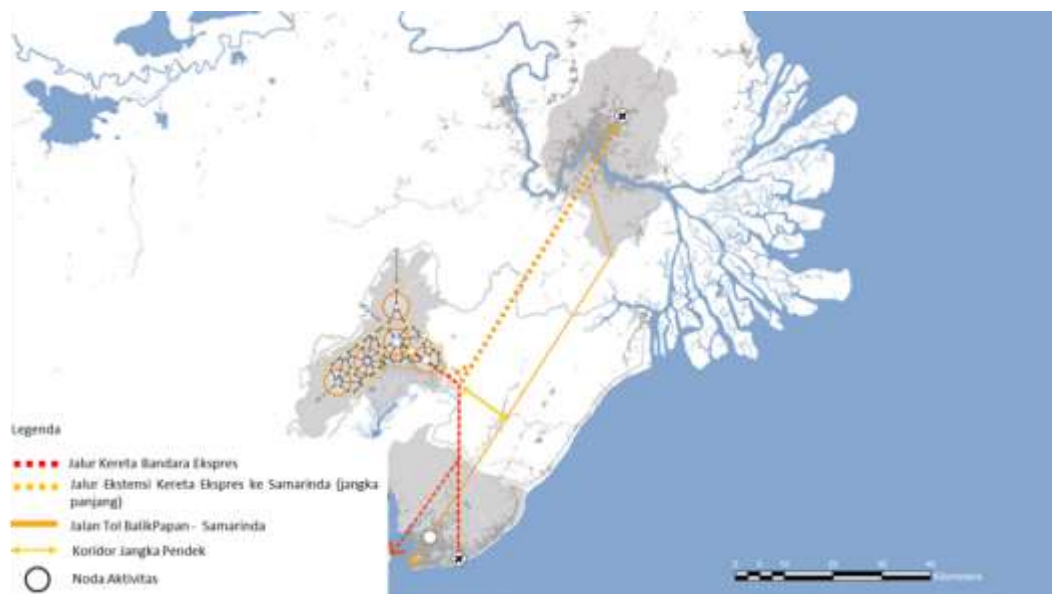 Legenda
Jalur Kereta Bandara Ekspres
Jalur Ekstensi Kereta Ekspres ke Samarinda (jangka
panjang)
Jalan Tol BalikPapan - Samarinda
Koridor Jangka Pendek
Noda Aktivitas
Kilometers